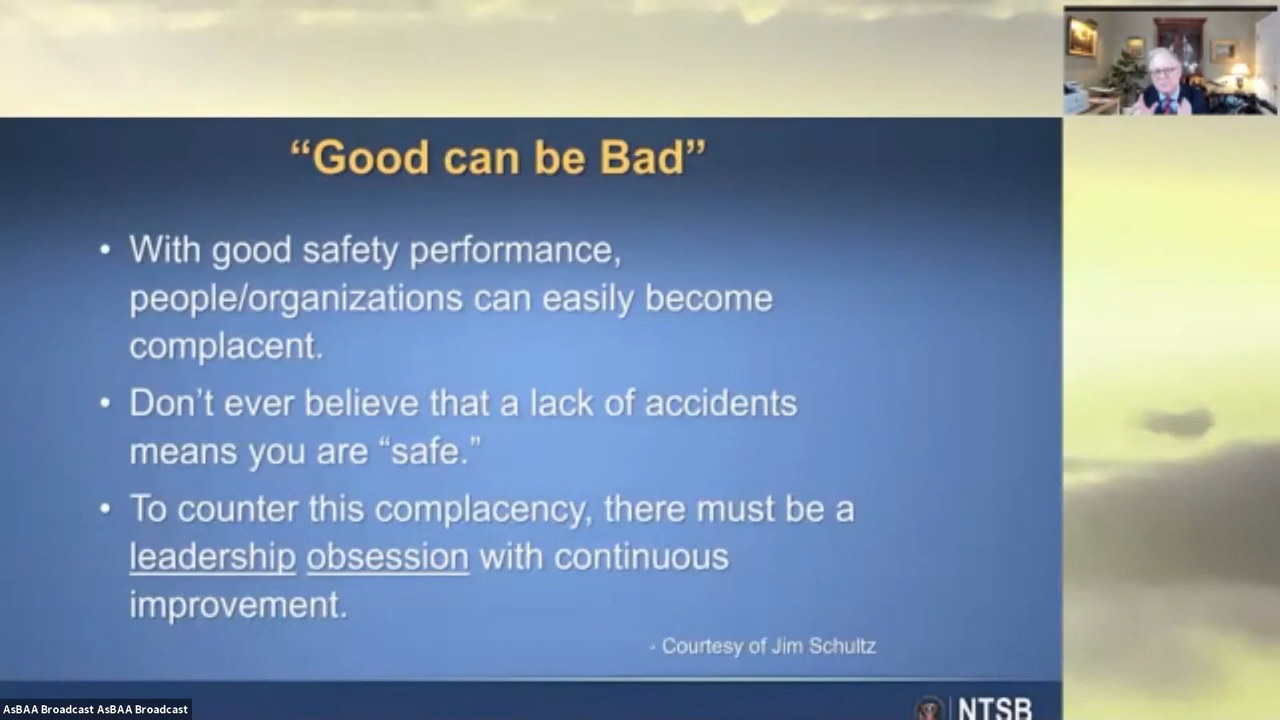 “Good can be Bad”
• With good safety performance,
people/organizations can easily become
complacent.
• Don’t ever believe that a lack of accidents
means you are “safe.”
• To counter this complacency, there must be a
leadership obsession with continuous
improvement.
- Courtesy of Jim Schultz
NTSB
AsBAA Broadcast AsBAA Broadcast